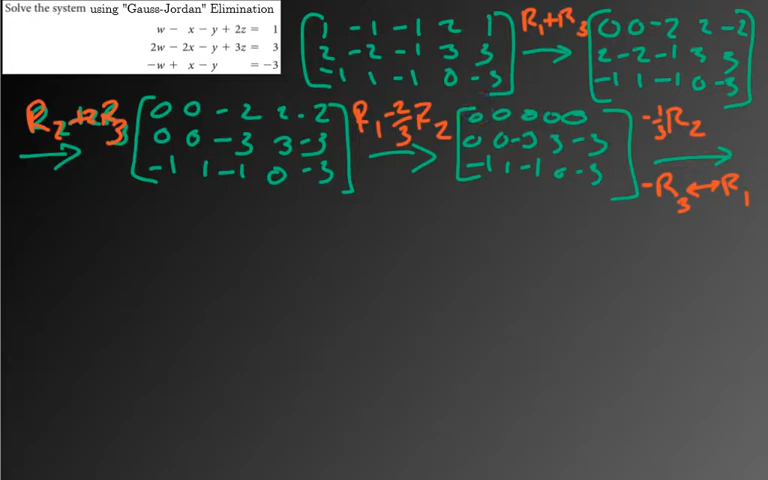 Solve the system using "Gauss-Jordan" Elimination
w − x − y + 2z = 1
2w − 2x − y + 3z = 3
−w + x − y = −3
1 -1 -1 2 1
2 -2 -1 3 3
-1 1 -1 0 -3
R1+R3
0 0 -2 2 -2
2 -2 -1 3 3
-1 1 -1 0 -3
R2+2R3
0 0 -2 2 -2
0 0 -3 3 -3
-1 1 -1 0 -3
R1-2/3R2
0 0 0 0 0
0 0 -3 3 -3
-1 1 -1 0 -3
-1/3R2
-R3↔R1